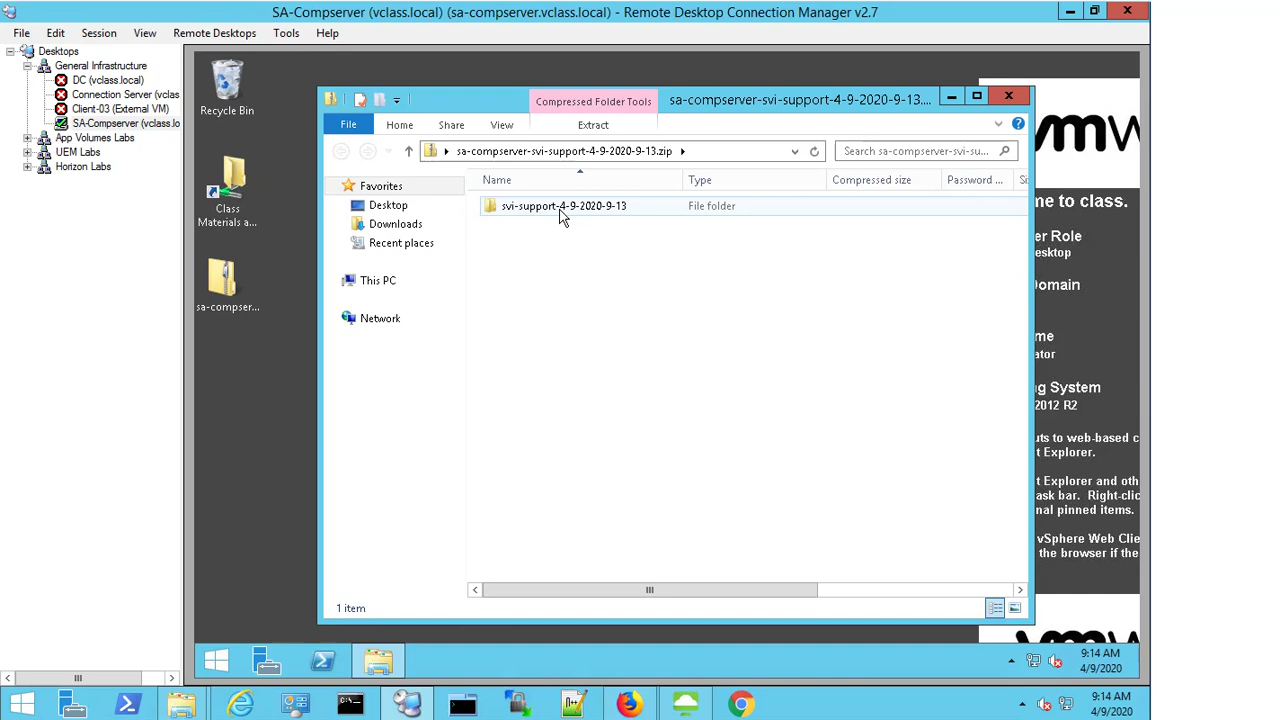 SA-Compserver (vclass.local) (sa-compserver.vclass.local) - Remote Desktop Connection Manager v2.7
File Edit Session View Remote Desktops Tools Help
Desktops
General Infrastructure
DC (vclass.local)
Connection Server (vclas
Client-03 (External VM)
SA-Compserver (vclass.lo
App Volumes Labs
UEM Labs
Horizon Labs
Recycle Bin
Class
Materials a...
sa-compser...
Compressed Folder Tools
sa-compserver-svi-support-4-9-2020-9-13....
File Home Share View Extract
sa-compserver-svi-support-4-9-2020-9-13.zip
Search sa-compserver-svi-su...
Favorites
Desktop
Downloads
Recent places
This PC
Network
Name Type Compressed size Password ... Si
svi-support-4-9-2020-9-13 File folder
1 item
vmw
me to class.
er Role
esktop
Domain
me
ator
ng System
2012 R2
uts to web-based c
t Explorer.
t Explorer and oth
ask bar. Right-clic
nal pinned items.
vSphere Web Clie
the browser if the
vmw
9:14 AM
4/9/2020
9:14 AM
4/9/2020